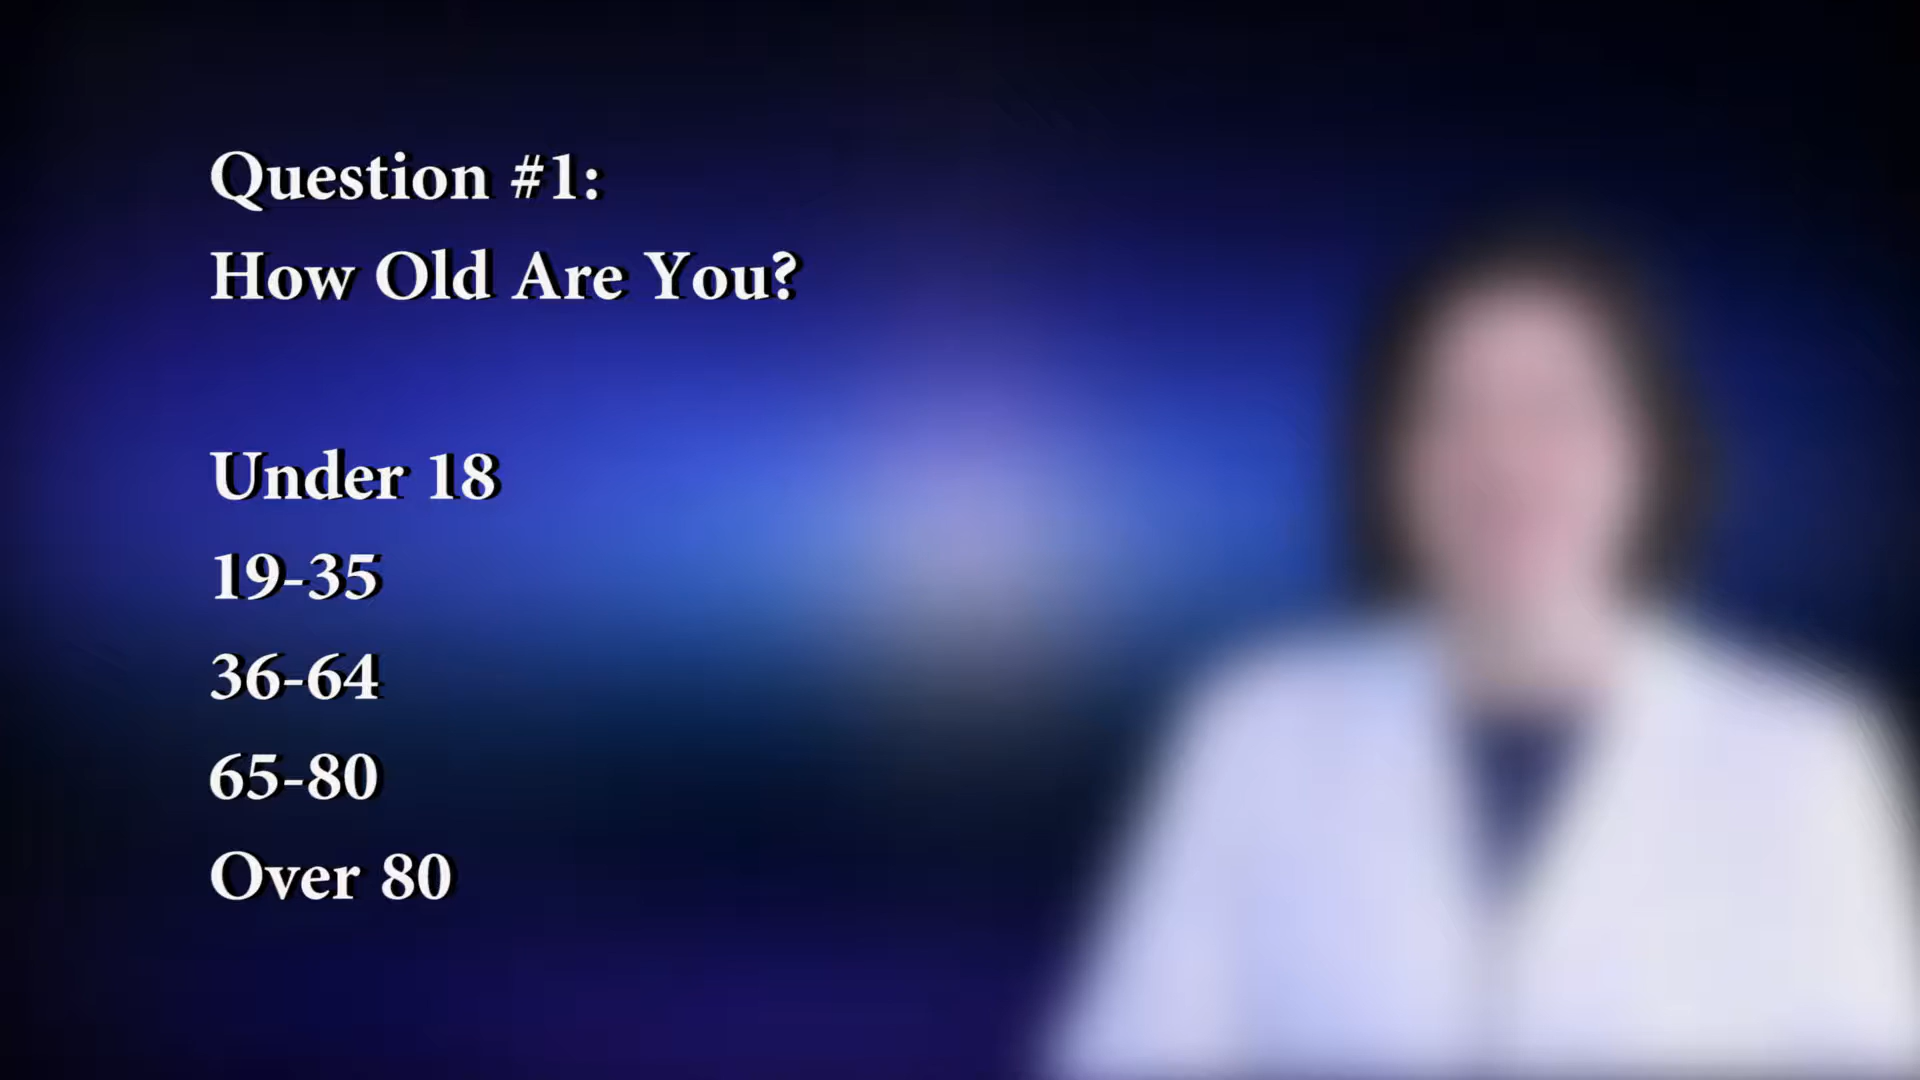 Question #1:
How Old Are You?
Under 18
19-35
36-64
65-80
Over 80